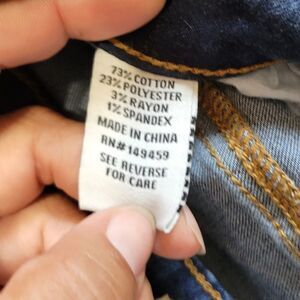 73% COTTON
23% POLYESTER
3% RAYON
1% SPANDEX
MADE IN CHINA
RN#149459
SEE REVERSE
FOR CARE